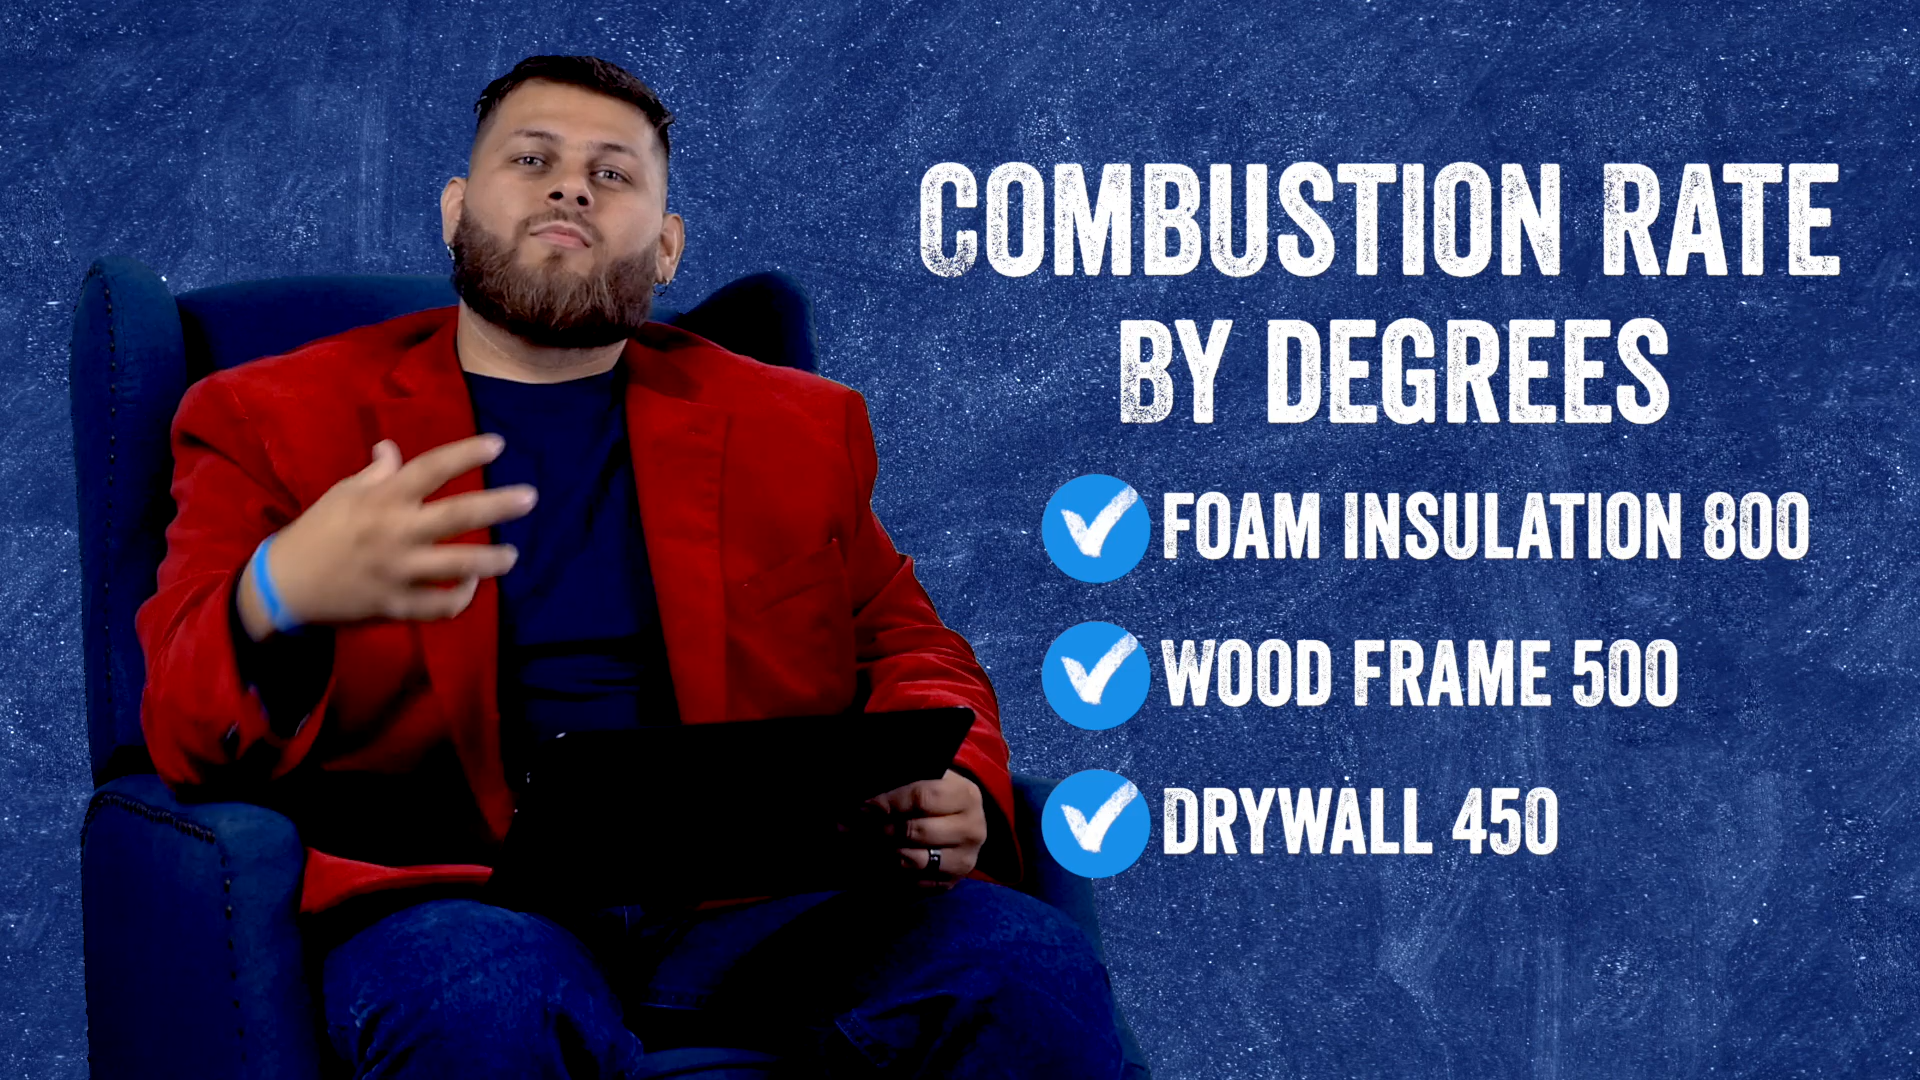 COMBUSTION RATE
BY DEGREES
FOAM INSULATION 800
WOOD FRAME 500
DRYWALL 450